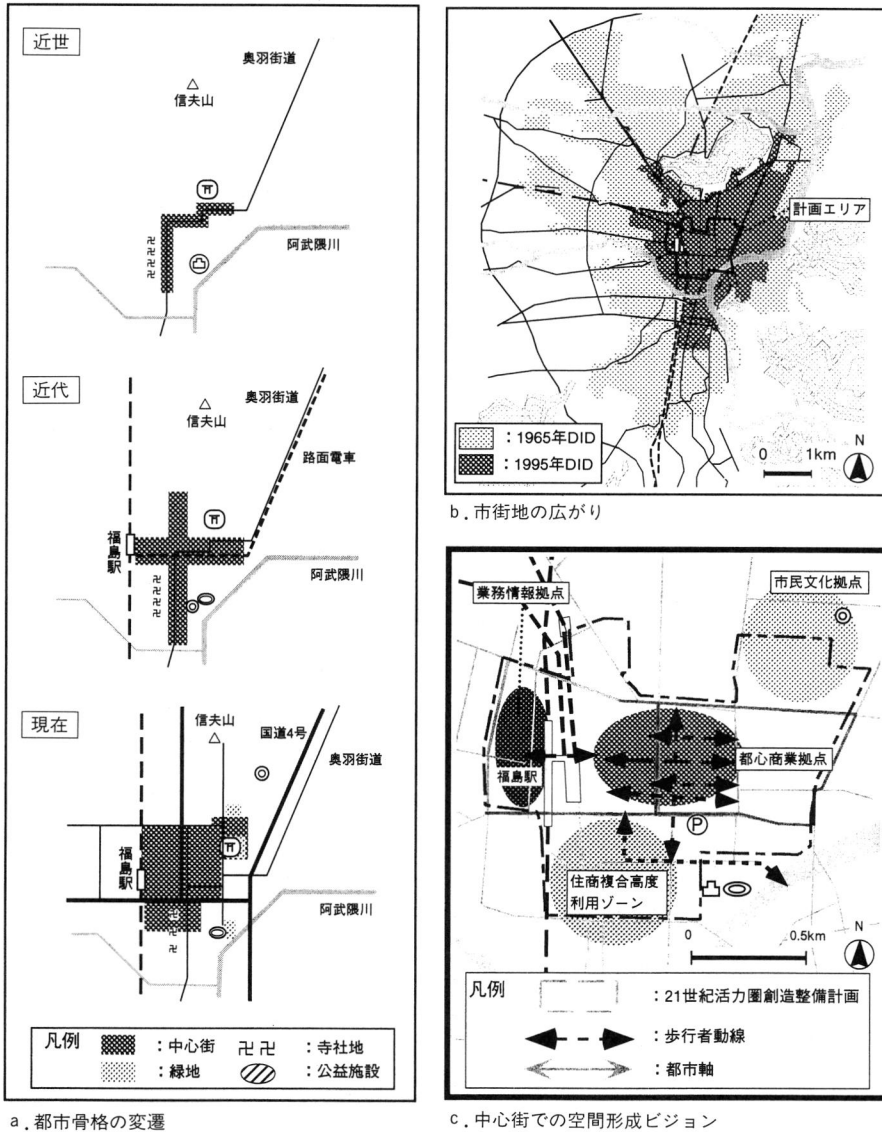 近世
奥羽街道
信夫山
阿武隈川
近代
奥羽街道
信夫山
路面電車
福島駅
阿武隈川
現在
信夫山
国道4号
奥羽街道
福島駅
阿武隈川
凡例
：中心街
卍卍
：寺社地
：緑地
：公益施設
a．都市骨格の変遷
計画エリア
：1965年DID
：1995年DID
0 1km
N
b．市街地の広がり
業務情報拠点
市民文化拠点
福島駅
都心商業拠点
P
住商複合高度
利用ゾーン
0 0.5km
N
凡例
：21世紀活力圏創造整備計画
：歩行者動線
：都市軸
c．中心街での空間形成ビジョン